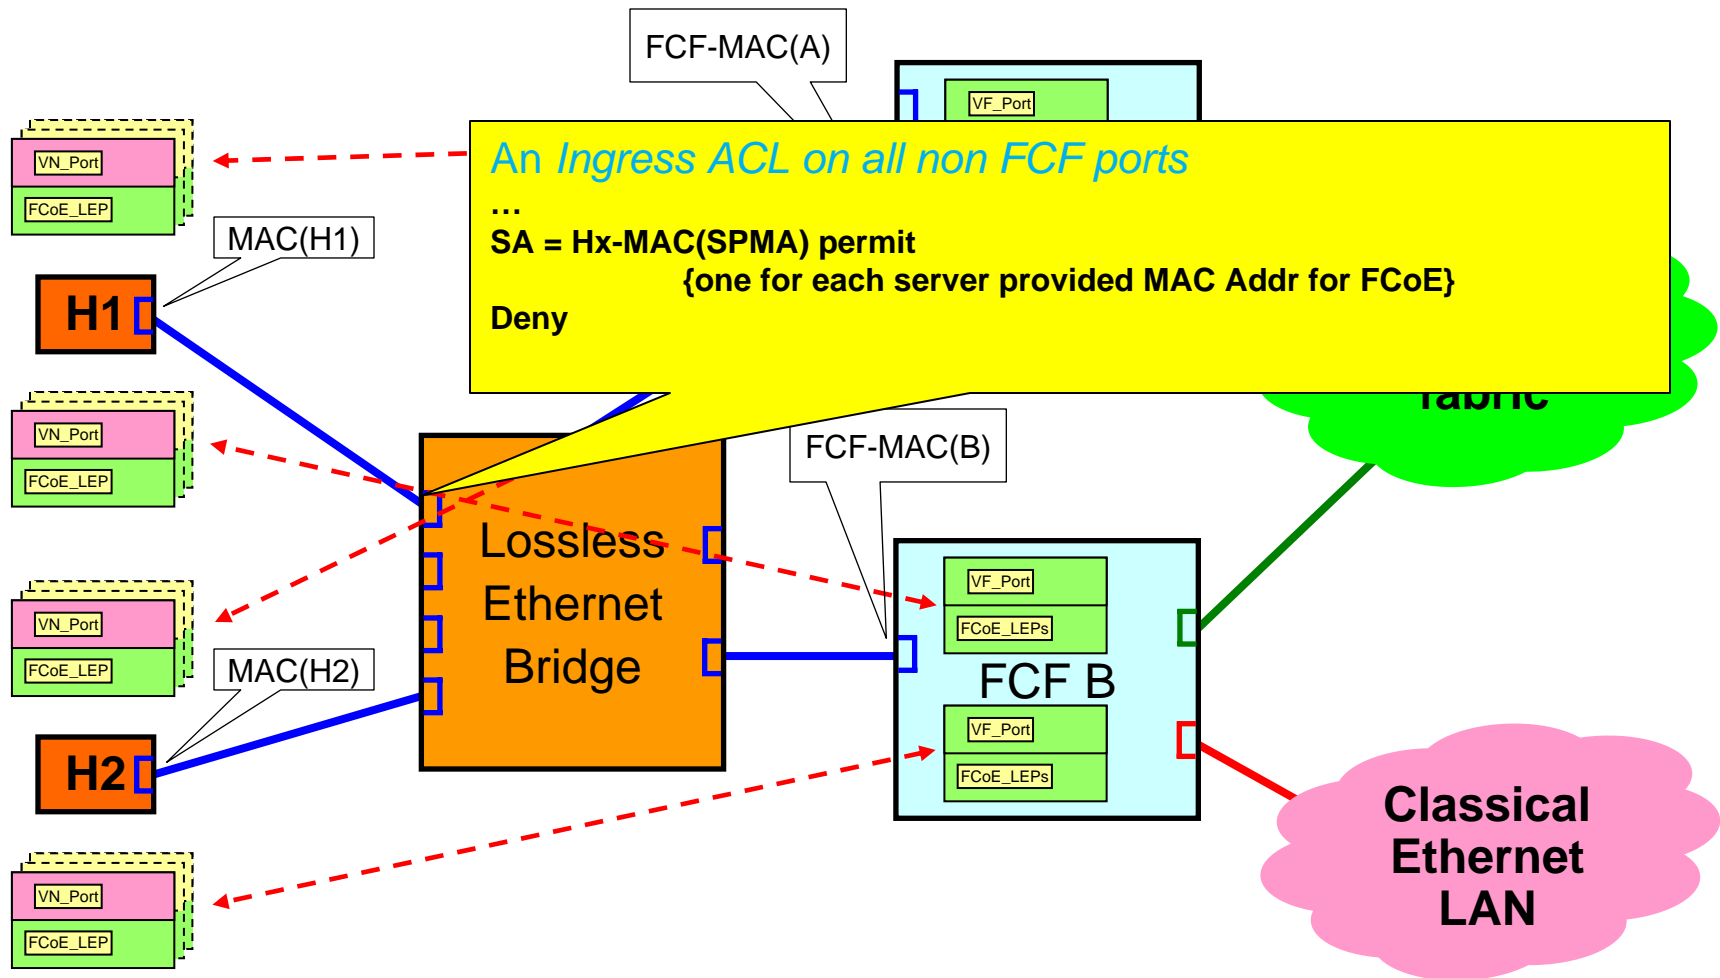 FCF-MAC(A)
VF_Port
VN_Port
FCoE_LEP
An Ingress ACL on all non FCF ports
...
SA = Hx-MAC(SPMA) permit
{one for each server provided MAC Addr for FCoE}
Deny
MAC(H1)
H1
fabric
VN_Port
FCoE_LEP
FCF-MAC(B)
Lossless
Ethernet
Bridge
VF_Port
FCoE_LEPs
FCF B
VF_Port
FCoE_LEPs
VN_Port
FCoE_LEP
MAC(H2)
H2
Classical
Ethernet
LAN
VN_Port
FCoE_LEP